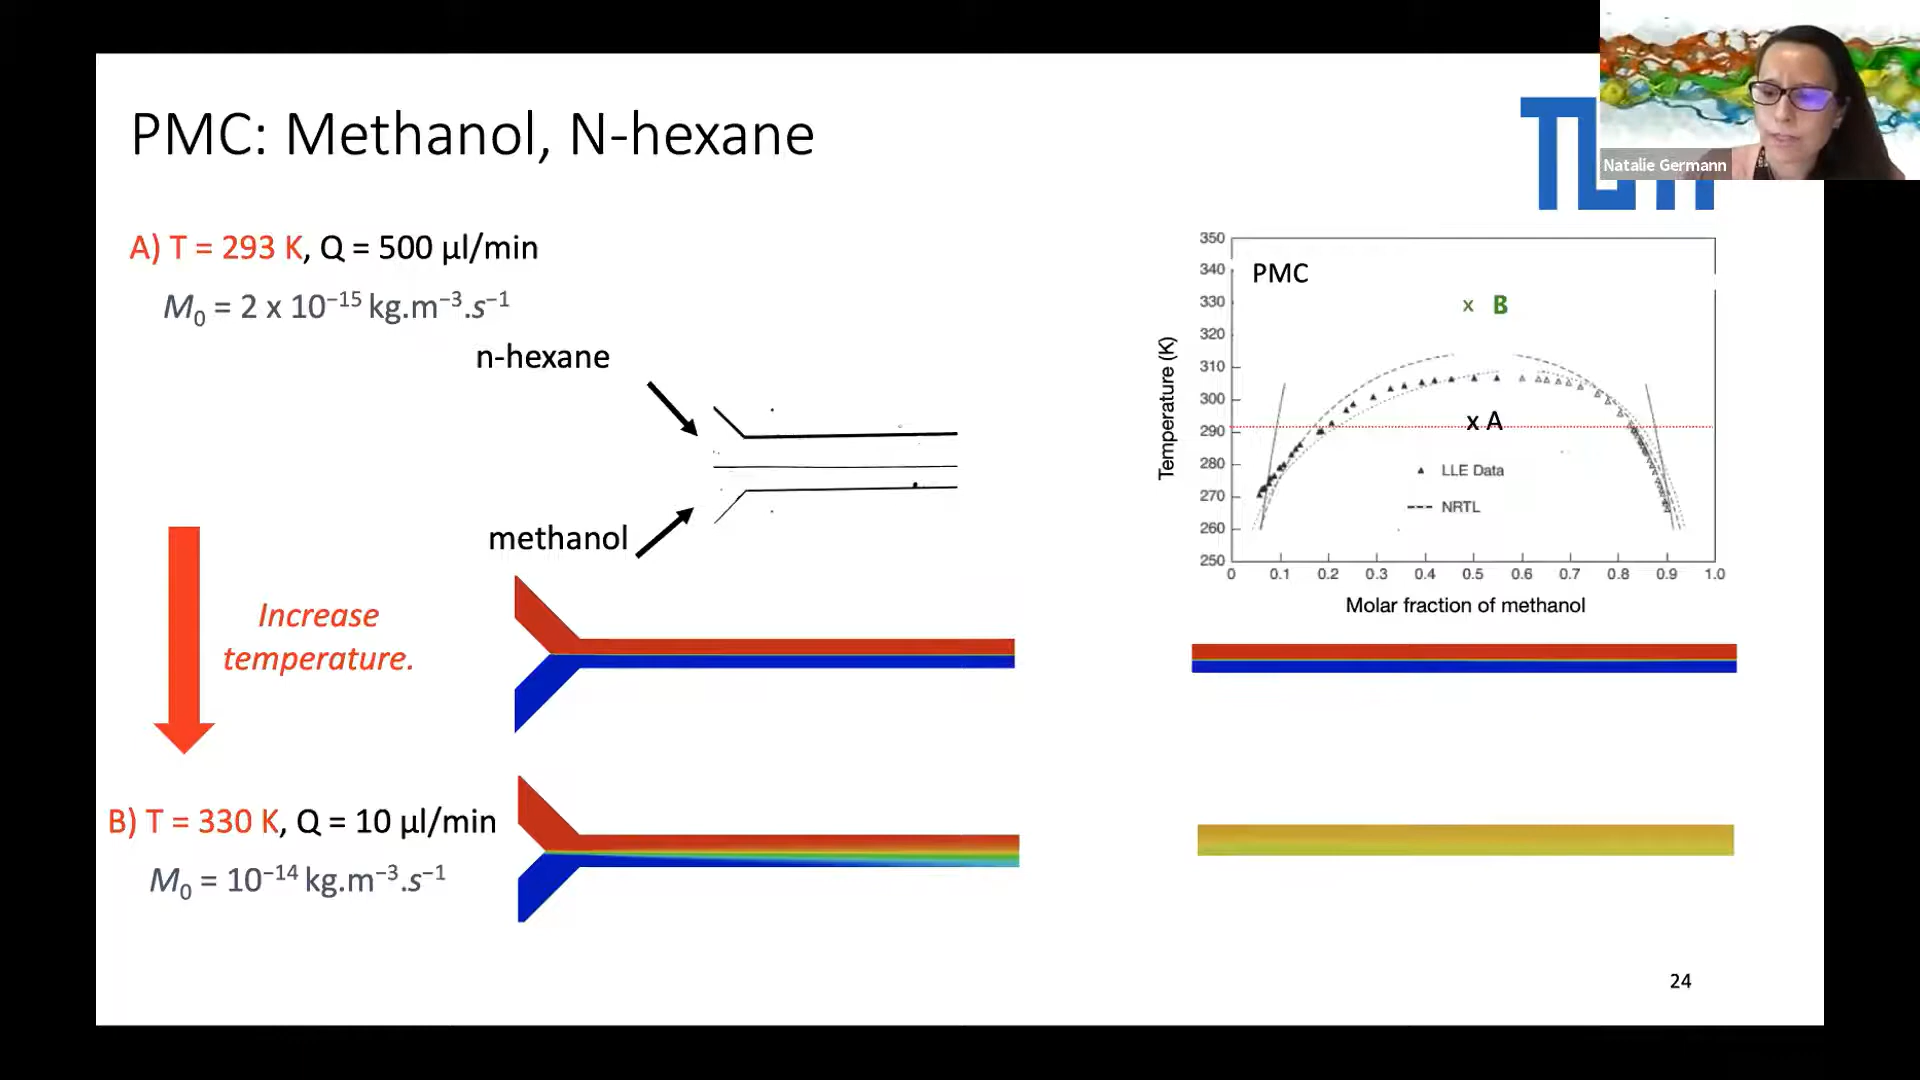 PMC: Methanol, N-hexane
Natalie Germann
A) T = 293 K, Q = 500 µl/min
M₀ = 2 x 10⁻¹⁵ kg.m⁻³.s⁻¹
n-hexane
methanol
Increase
temperature.
B) T = 330 K, Q = 10 µl/min
M₀ = 10⁻¹⁴ kg.m⁻³.s⁻¹
PMC
x B
x A
LLE Data
NRTL
Temperature (K)
350
340
330
320
310
300
290
280
270
260
250
0 0.1 0.2 0.3 0.4 0.5 0.6 0.7 0.8 0.9 1.0
Molar fraction of methanol
24